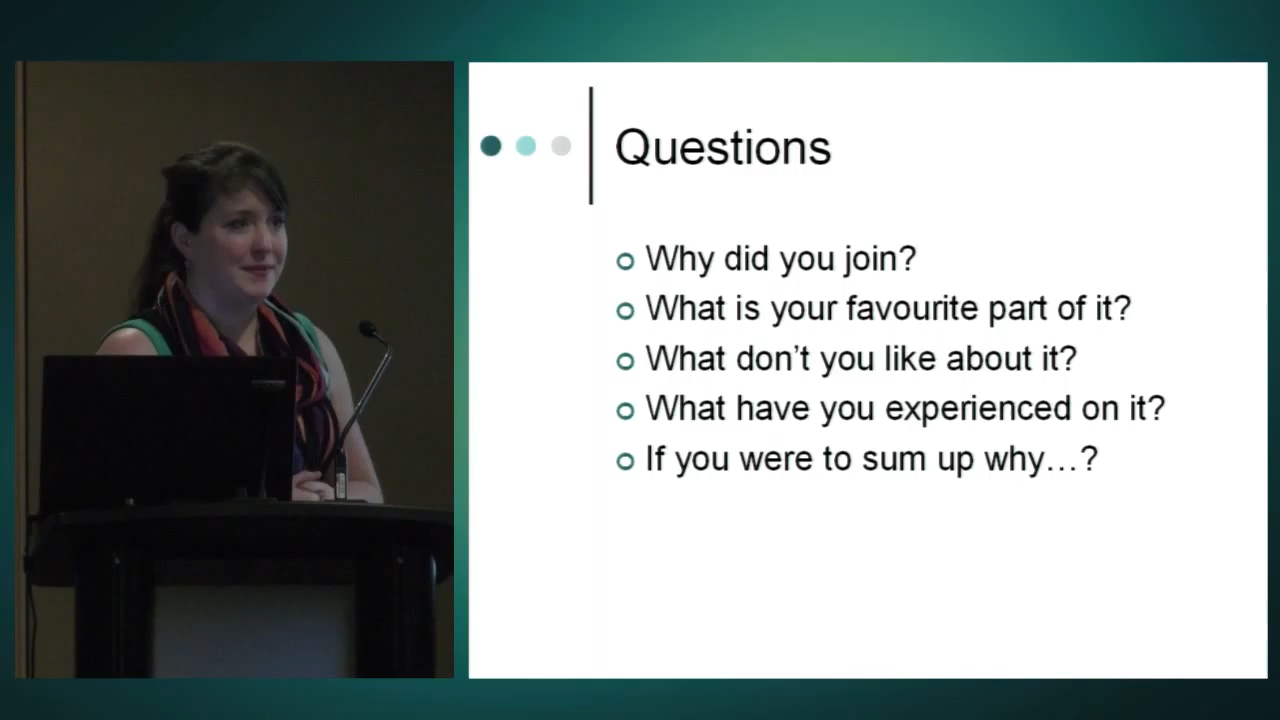 Questions
Why did you join?
What is your favourite part of it?
What don't you like about it?
What have you experienced on it?
If you were to sum up why…?